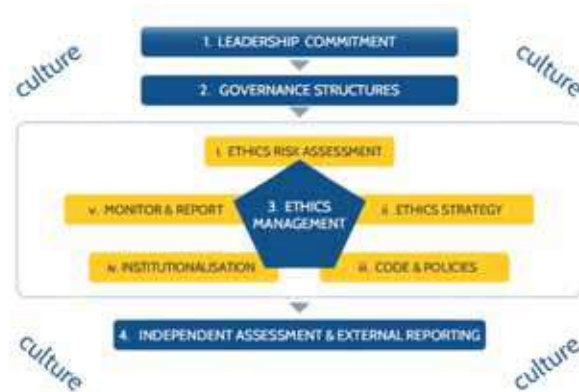 culture
1. LEADERSHIP COMMITMENT
culture
2. GOVERNANCE STRUCTURES
i. ETHICS RISK ASSESSMENT
v. MONITOR & REPORT
3. ETHICS
MANAGEMENT
ii. ETHICS STRATEGY
iv. INSTITUTIONALISATION
iii. CODE & POLICIES
4. INDEPENDENT ASSESSMENT & EXTERNAL REPORTING
culture
culture